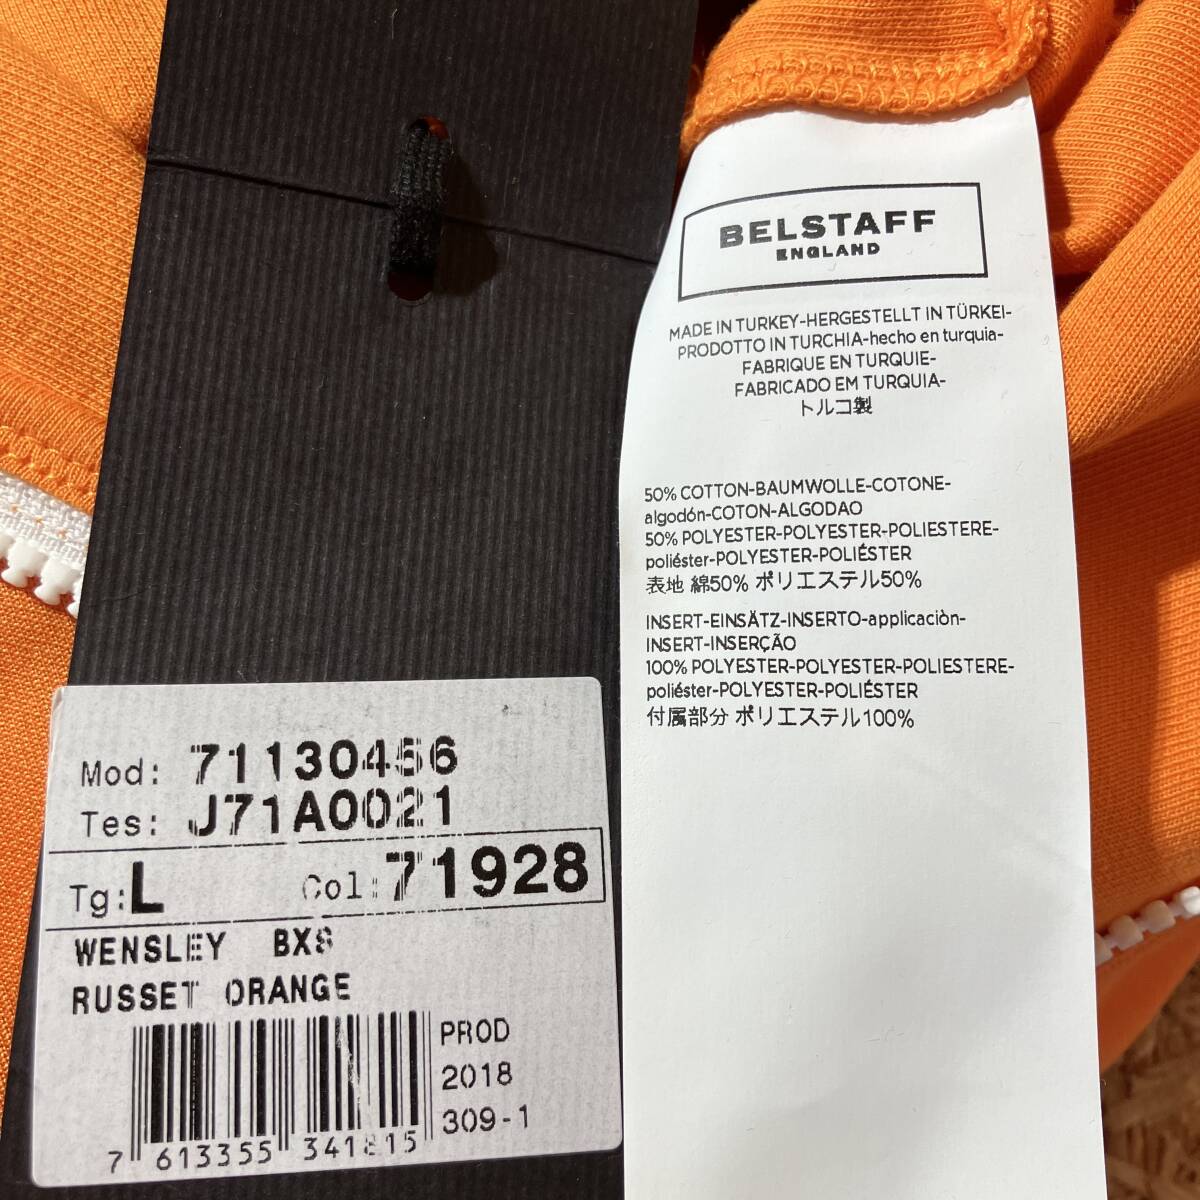 BELSTAFF
ENGLAND
MADE IN TURKEY-HERGESTELLT IN TÜRKEI-
PRODOTTO IN TURCHIA-hecho en turquia-
FABRIQUE EN TURQUIE-
FABRICADO EM TURQUIA-
トルコ製
50% COTTON-BAUMWOLLE-COTONE-
algodón-COTON-ALGODAO
50% POLYESTER-POLYESTER-POLIESTERE-
poliéster-POLYESTER-POLIÉSTER
表地 綿50% ポリエステル50%
INSERT-EINSÄTZ-INSERTO-applicaciòn-
INSERT-INSERÇÃO
100% POLYESTER-POLYESTER-POLIESTERE-
poliéster-POLYESTER-POLIÉSTER
付属部分 ポリエステル100%
Mod: 71130456
Tes: J71A0021
Tg: L Col: 71928
WENSLEY BXS
RUSSET ORANGE
PROD
2018
309-1
7 613355 341815